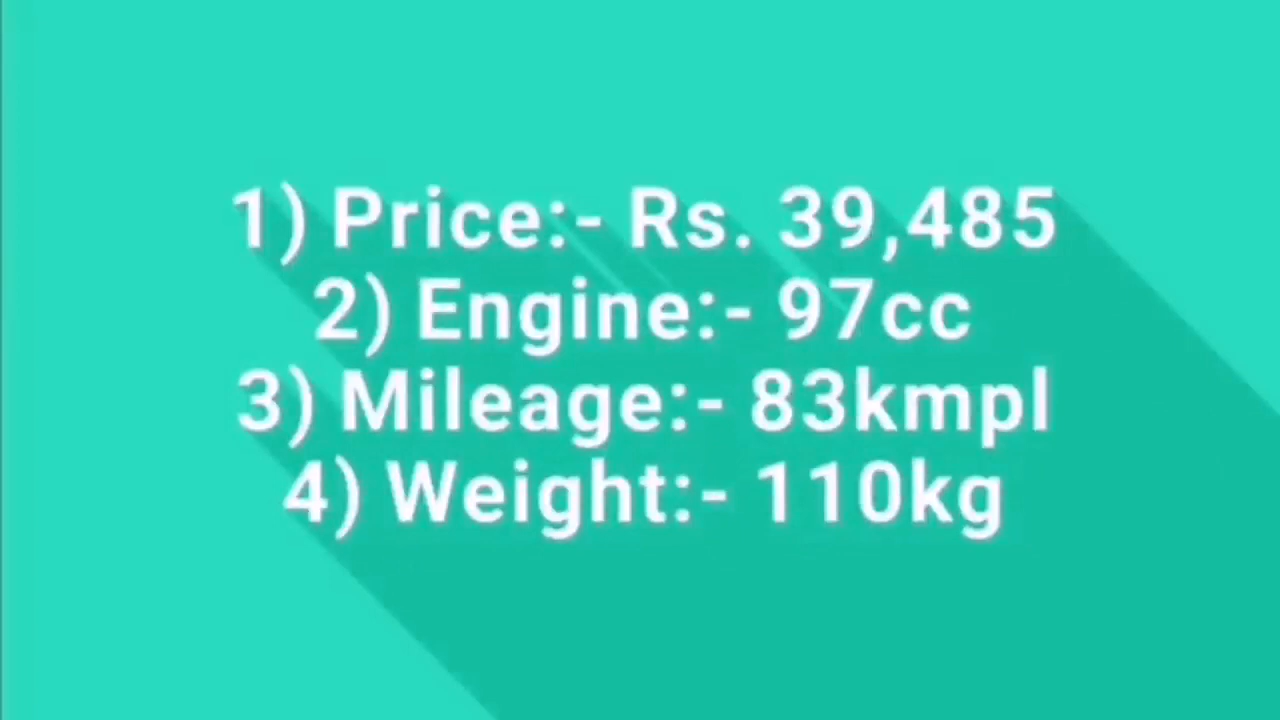 1) Price:- Rs. 39,485
2) Engine:- 97cc
3) Mileage:- 83kmpl
4) Weight:- 110kg